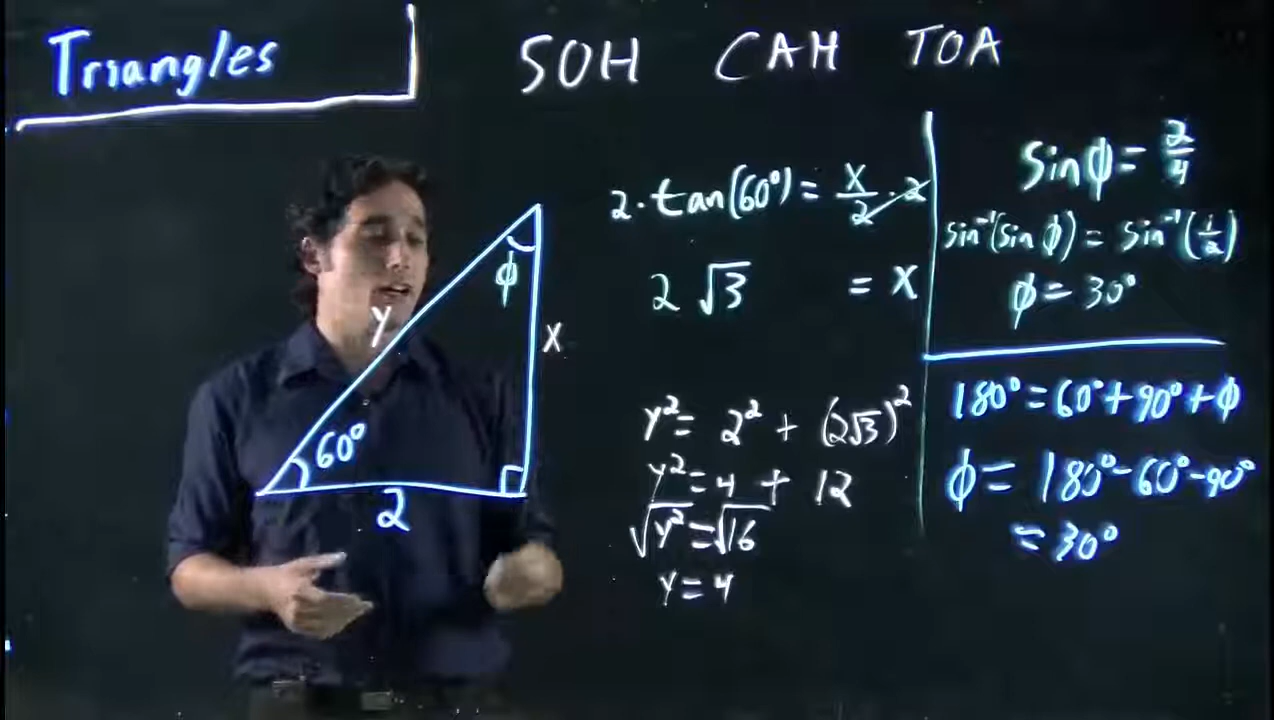 Triangles
SOH CAH TOA
y
ϕ
x
60°
2
2·tan(60°) = x/2 · 2
2 √3 = x
y² = 2² + (2√3)²
y² = 4 + 12
√y² = √16
y = 4
sin ϕ = 2/4
sin⁻¹(sin ϕ) = sin⁻¹(1/2)
ϕ = 30°
180° = 60° + 90° + ϕ
ϕ = 180° - 60° - 90°
= 30°